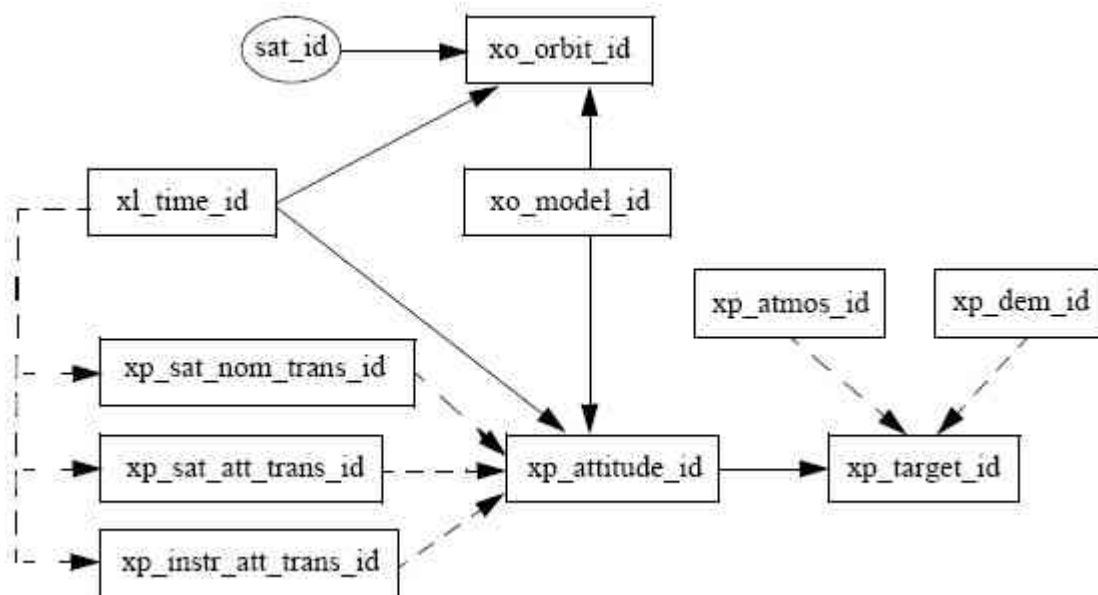 sat_id
xo_orbit_id
xl_time_id
xo_model_id
xp_atmos_id
xp_dem_id
xp_sat_nom_trans_id
xp_sat_att_trans_id
xp_attitude_id
xp_target_id
xp_instr_att_trans_id